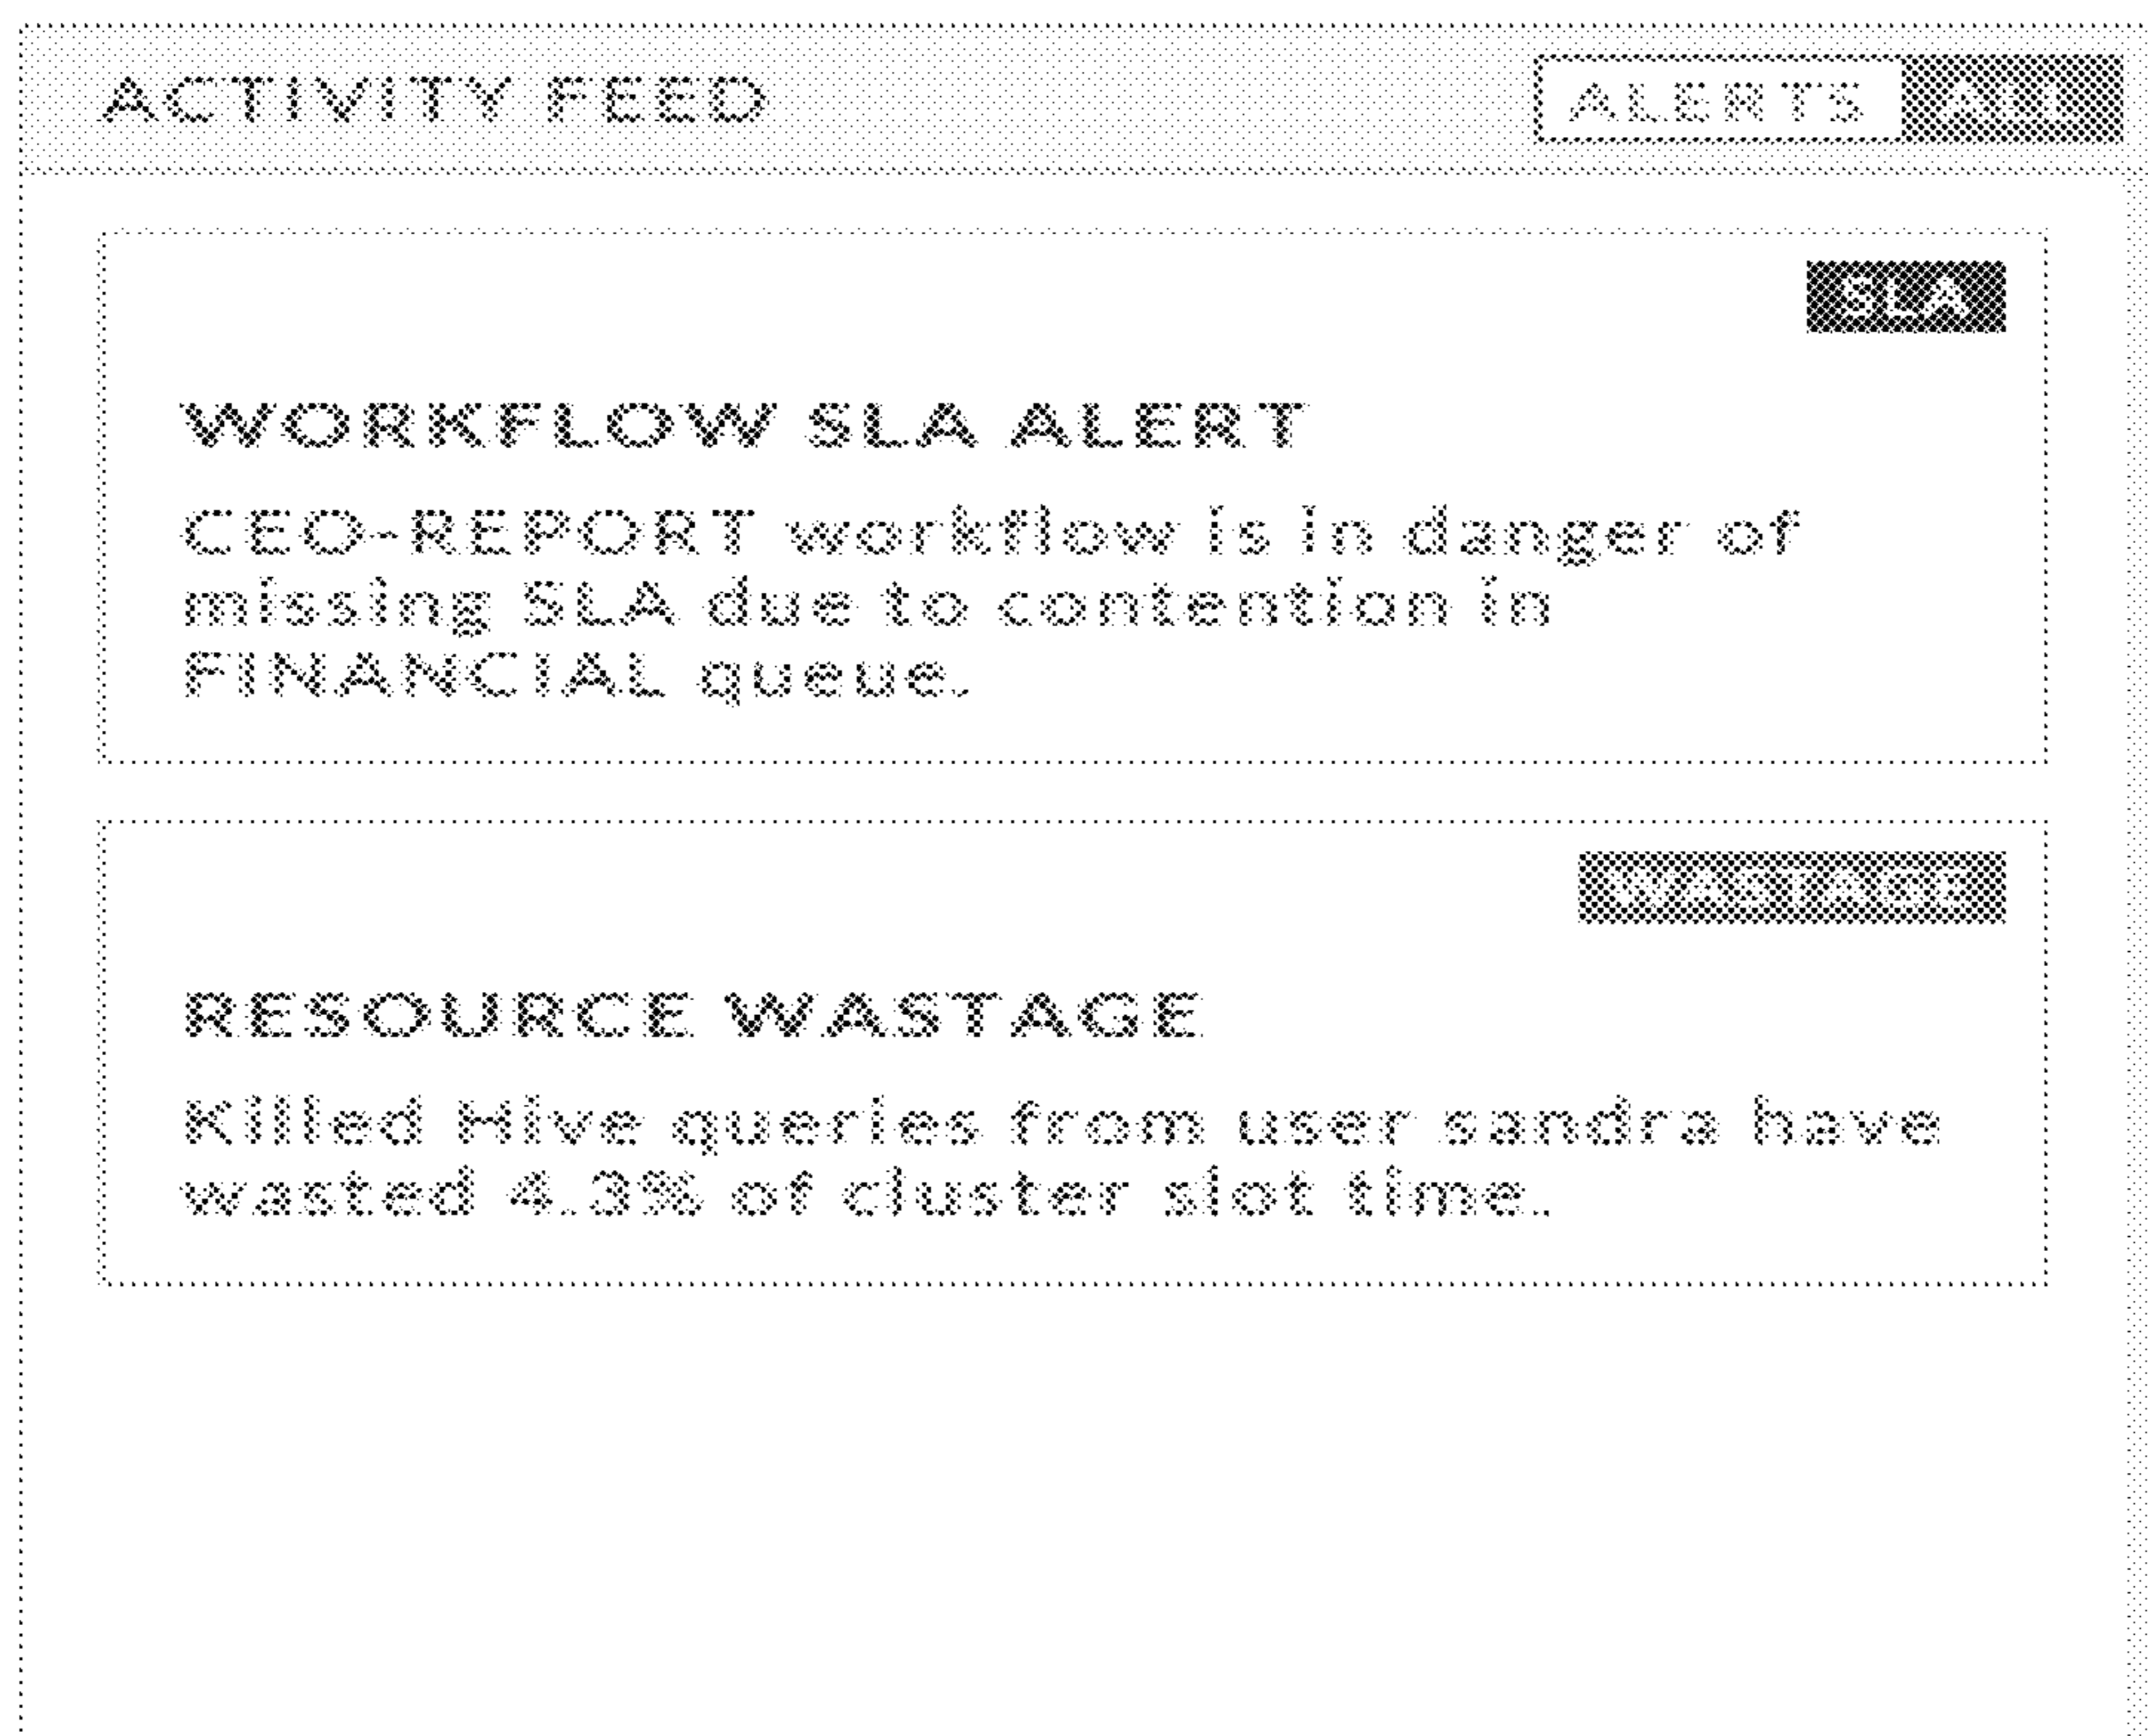 ACTIVITY FEED
ALERTS ALL
SLA
WORKFLOW SLA ALERT
CEO-REPORT workflow is in danger of
missing SLA due to contention in
FINANCIAL queue.
WASTAGE
RESOURCE WASTAGE
Killed Hive queries from user sandra have
wasted 4.3% of cluster slot time.